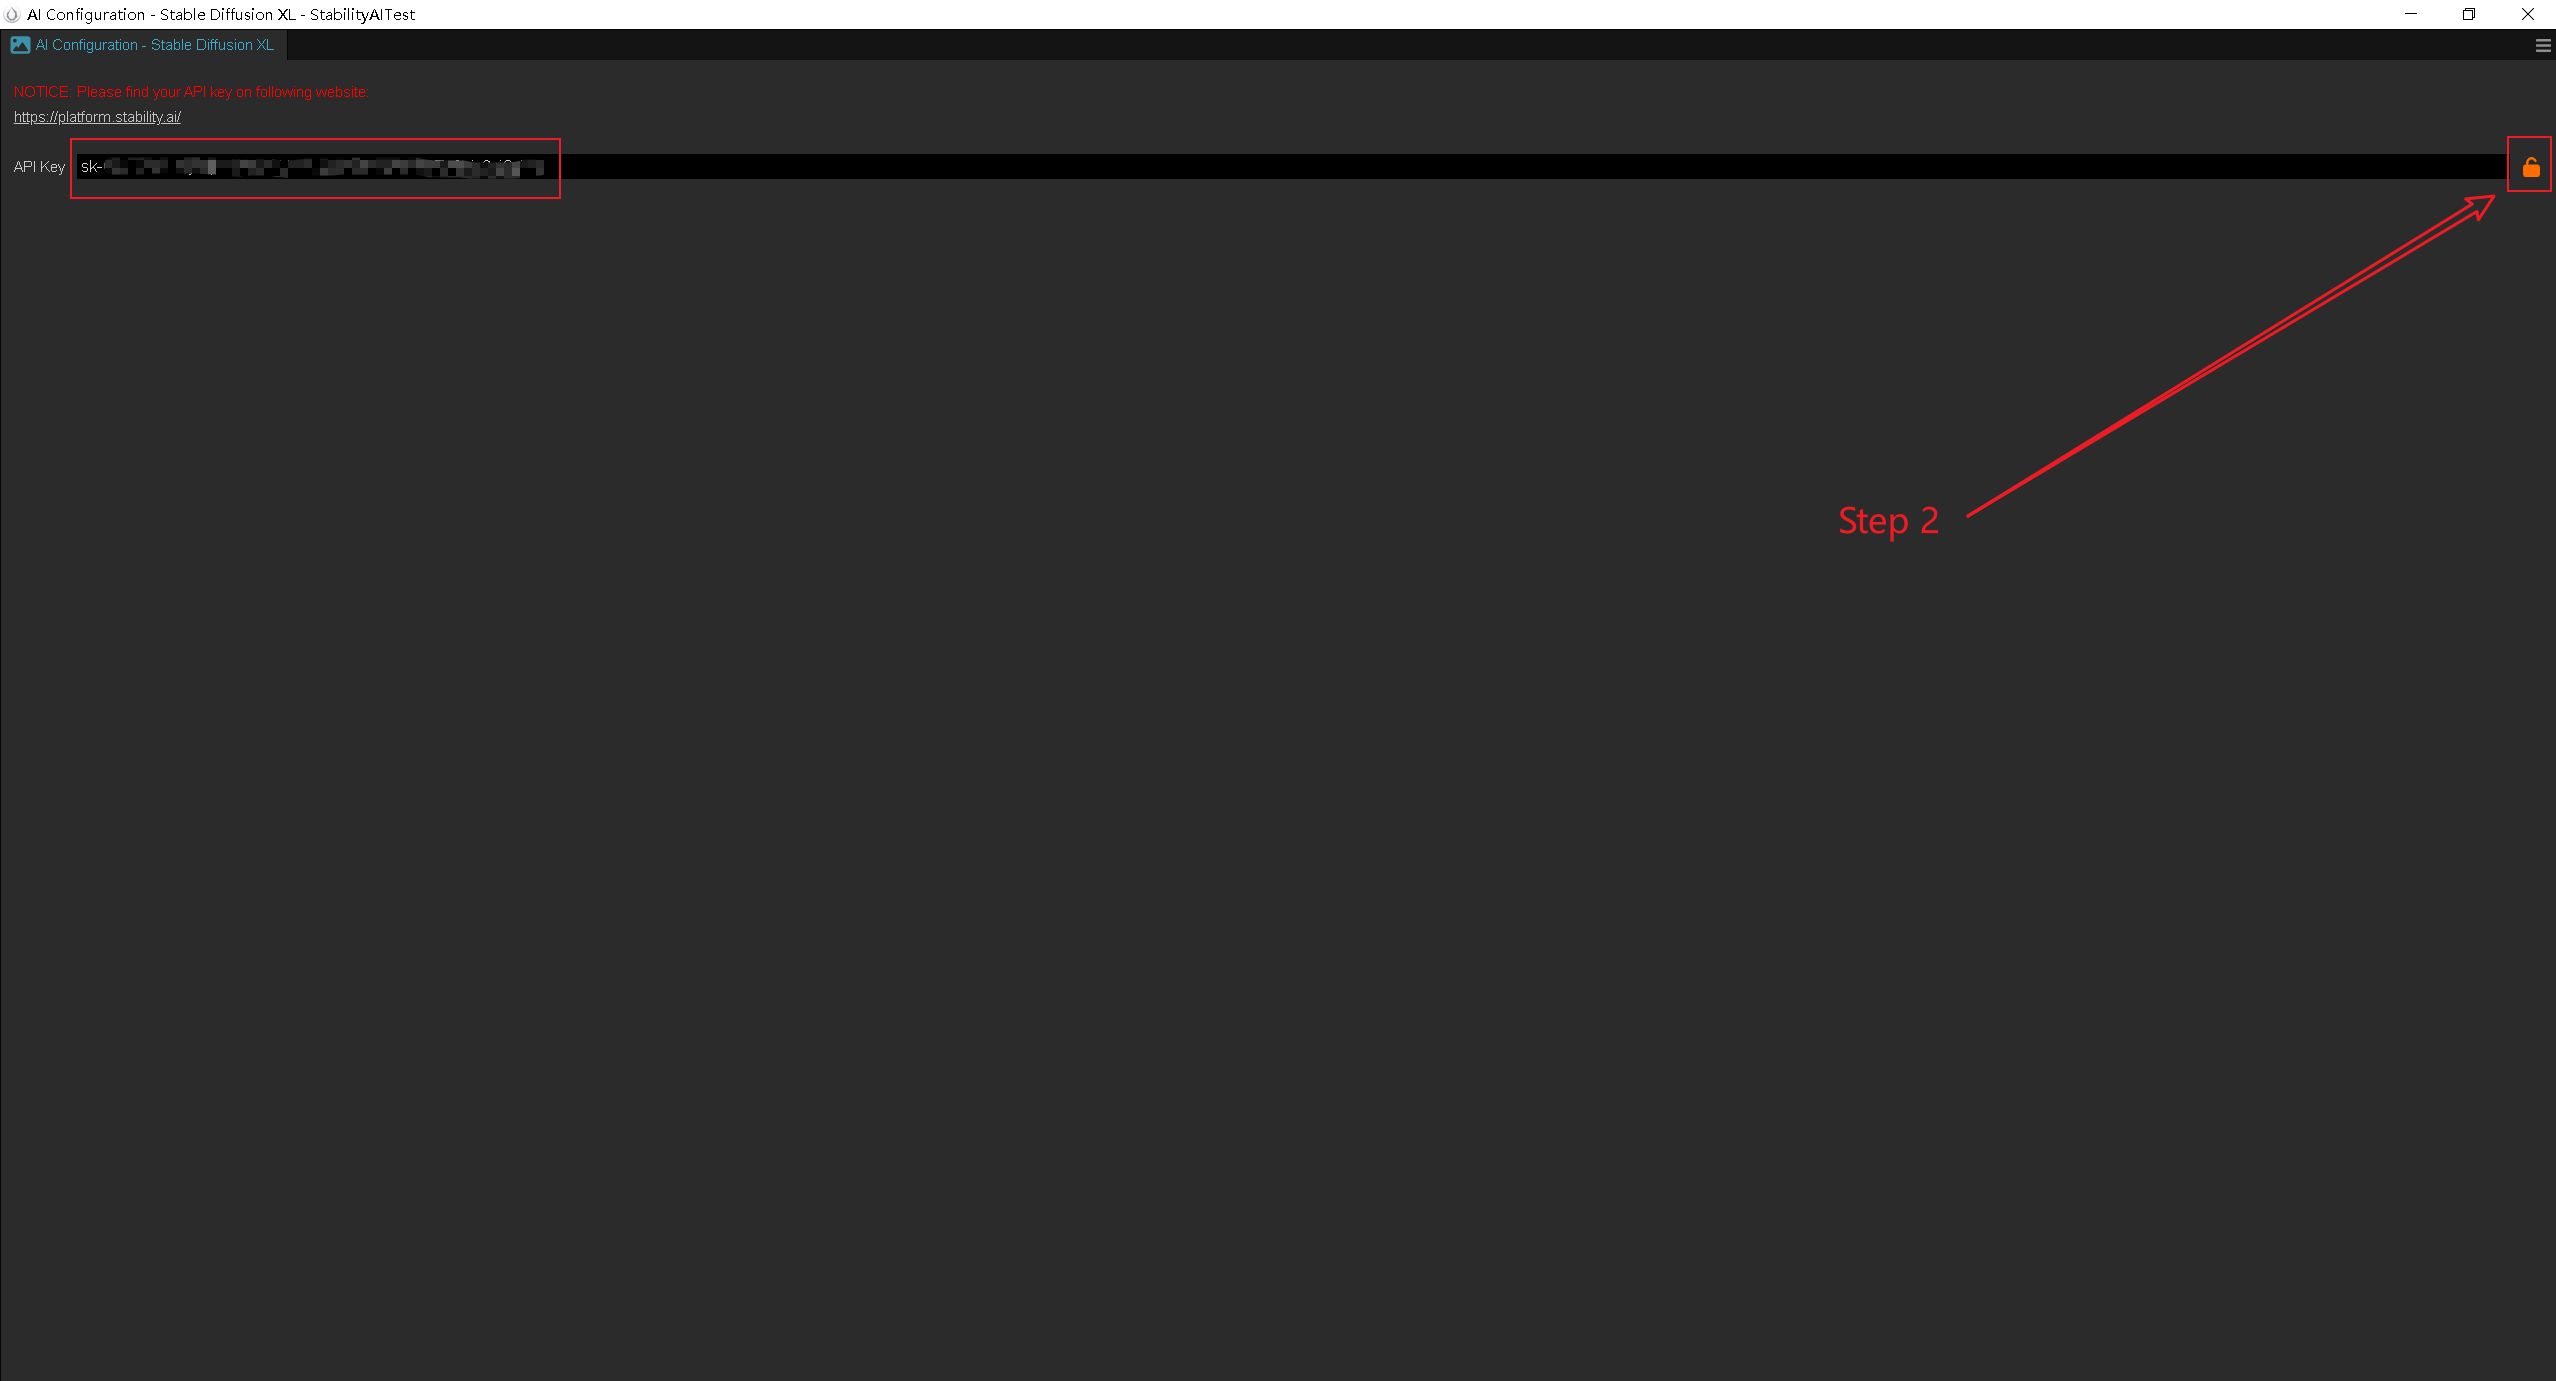 AI Configuration - Stable Diffusion XL - StabilityAITest
AI Configuration - Stable Diffusion XL
NOTICE: Please find your API key on following website:
https://platform.stability.ai/
API Key sk-
Step 2